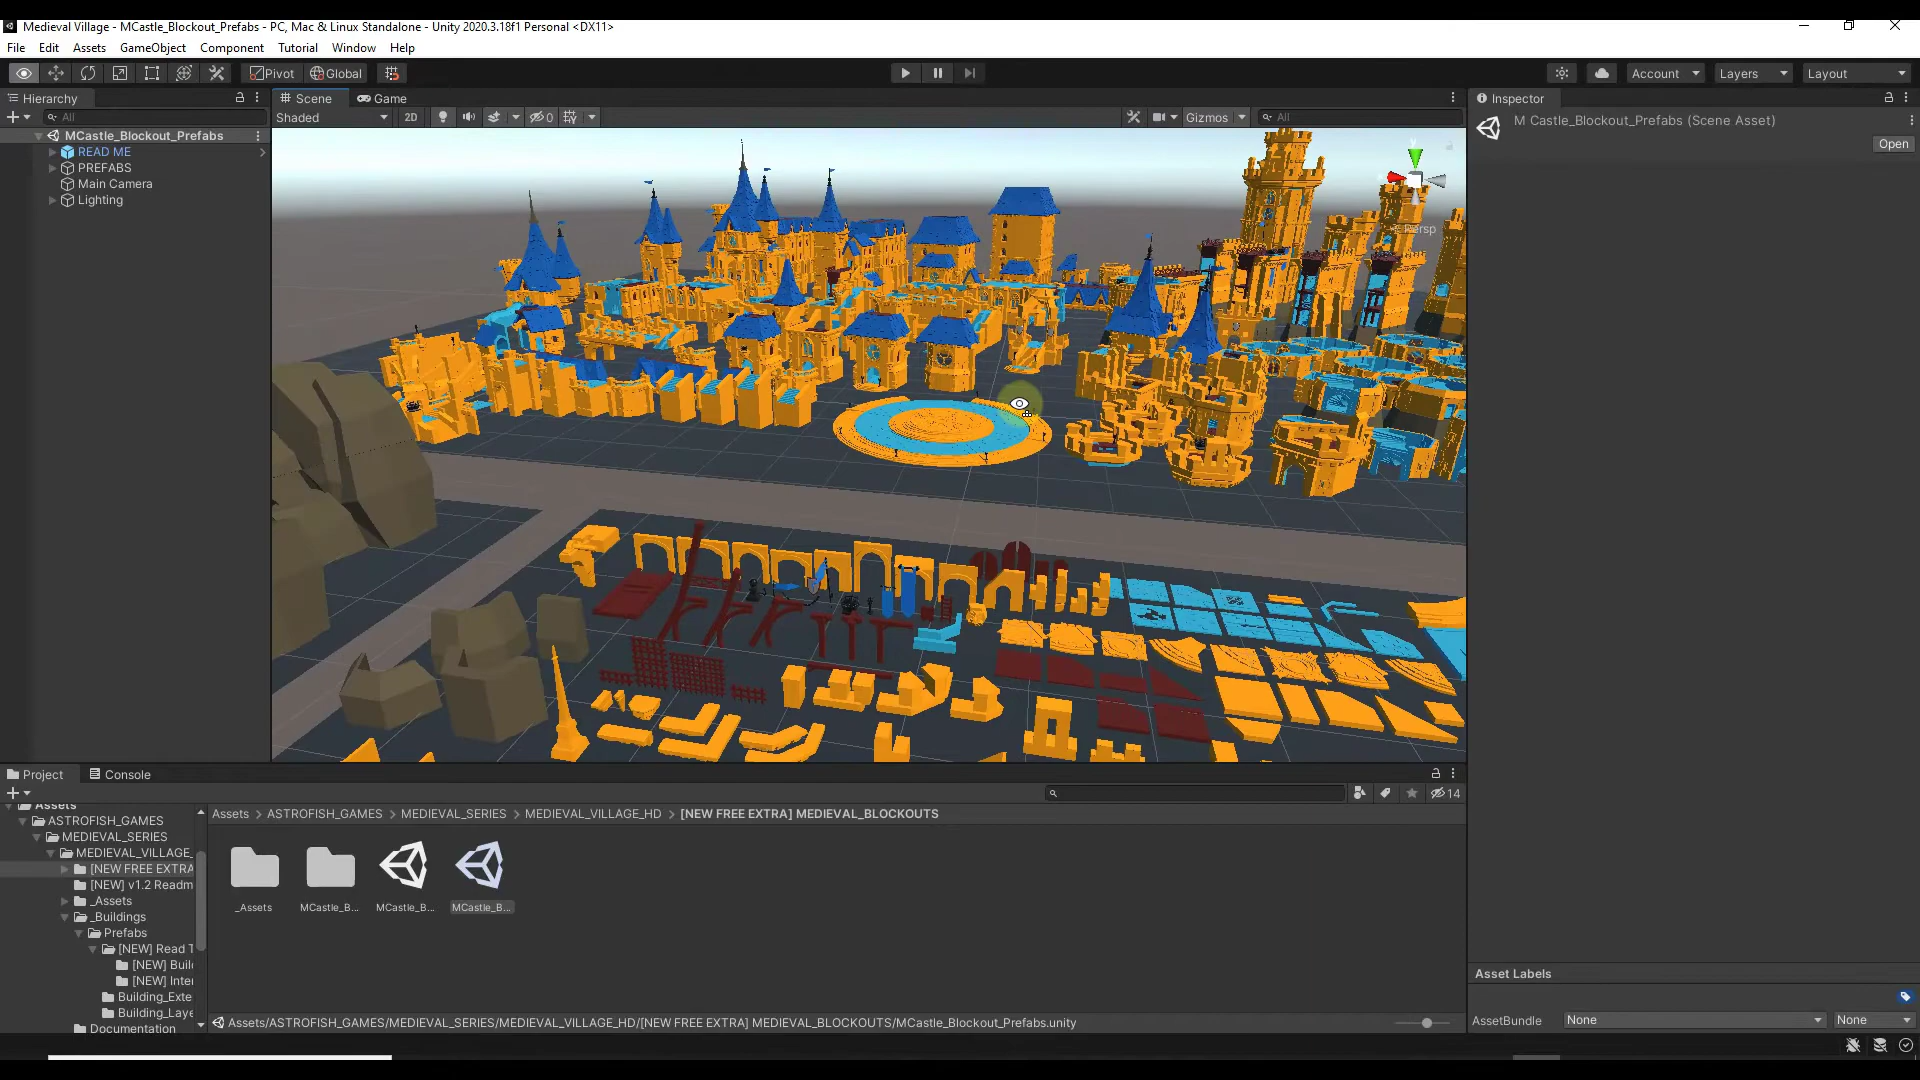 Medieval Village - MCastle_Blockout_Prefabs - PC, Mac & Linux Standalone - Unity 2020.3.18f1 Personal <DX11>
File Edit Assets GameObject Component Tutorial Window Help
Pivot Global Account Layers Layout
Hierarchy Scene Game Inspector
All Shaded 2D 0 Gizmos All
M Castle_Blockout_Prefabs (Scene Asset)
Open
MCastle_Blockout_Prefabs
READ ME
PREFABS
Main Camera
Lighting
y
Persp
Project Console
14
Assets
ASTROFISH_GAMES
MEDIEVAL_SERIES
MEDIEVAL_VILLAGE_
[NEW FREE EXTRA
[NEW] v1.2 Readm
_Assets
_Buildings
Prefabs
[NEW] Read T
[NEW] Buil
[NEW] Inter
Building_Exte
Building_Laye
Documentation
Assets > ASTROFISH_GAMES > MEDIEVAL_SERIES > MEDIEVAL_VILLAGE_HD > [NEW FREE EXTRA] MEDIEVAL_BLOCKOUTS
_Assets MCastle_B... MCastle_B... MCastle_B...
Assets/ASTROFISH_GAMES/MEDIEVAL_SERIES/MEDIEVAL_VILLAGE_HD/[NEW FREE EXTRA] MEDIEVAL_BLOCKOUTS/MCastle_Blockout_Prefabs.unity
Asset Labels
AssetBundle None None